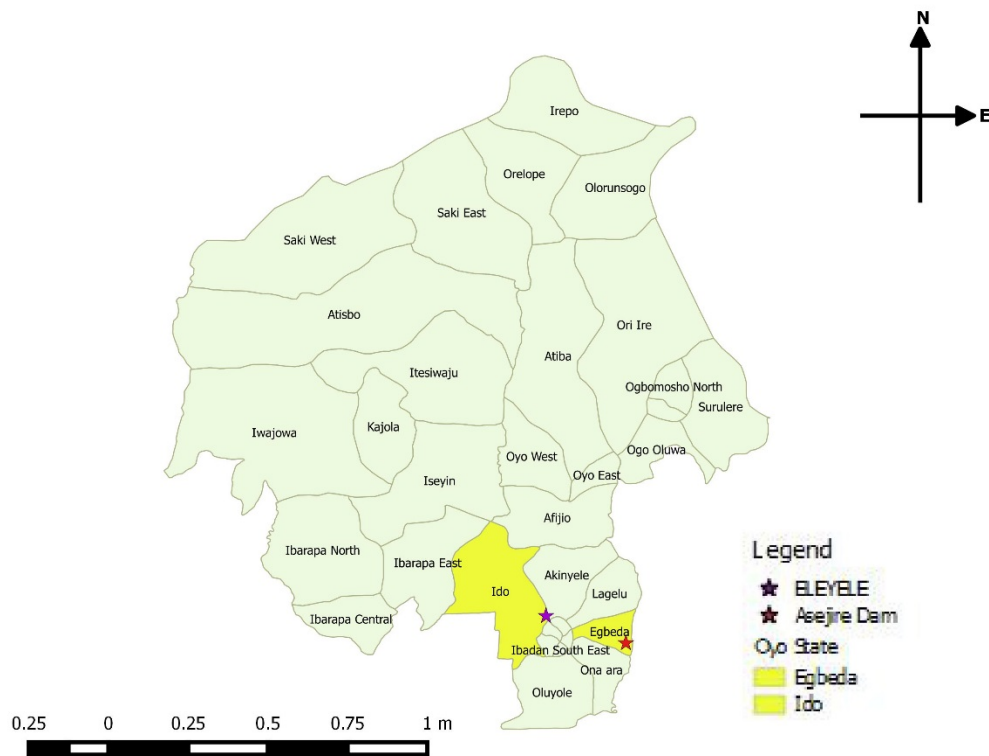 N
E
Irepo
Orelope
Olorunsogo
Saki East
Saki West
Atisbo
Ori Ire
Atiba
Itesiwaju
Ogbomosho North
Surulere
Kajola
Iwajowa
Ogo Oluwa
Oyo West
Oyo East
Iseyin
Afijio
Ibarapa North
Ibarapa East
Akinyele
Ido
Lagelu
Ibarapa Central
Egbeda
Ibadan South East
Ona ara
Oluyole
Legend
ELEYELE
Asejire Dam
Oyo State
Egbeda
Ido
0.25 0 0.25 0.5 0.75 1 m